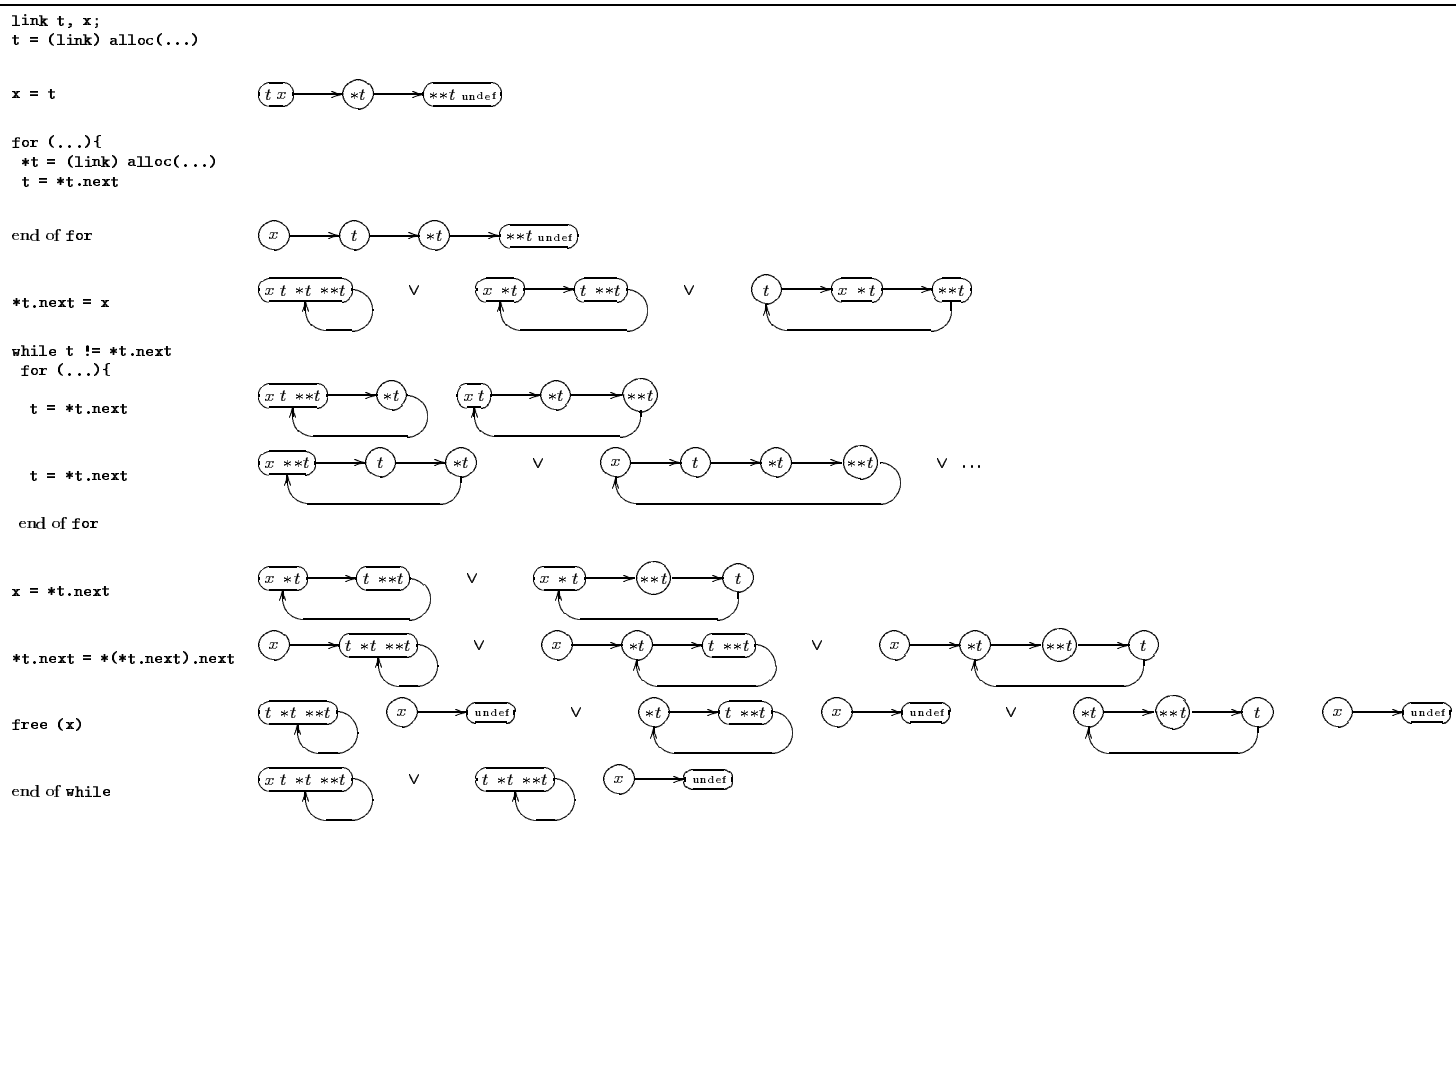 link t, x;
t = (link) alloc(...)
x = t
t x *t **t undef
for (...){
*t = (link) alloc(...)
t = *t.next
end of for
x t *t **t undef
*t.next = x
x t *t **t ∨ x *t t **t ∨ t x *t **t
while t != *t.next
for (...){
t = *t.next
x t **t *t x t *t **t
t = *t.next
x **t t *t ∨ x t *t **t ∨ ...
end of for
x = *t.next
x *t t **t ∨ x * t **t t
*t.next = *(*t.next).next
x t *t **t ∨ x *t t **t ∨ x *t **t t
free (x)
t *t **t x undef ∨ *t t **t x undef ∨ *t **t t x undef
end of while
x t *t **t ∨ t *t **t x undef